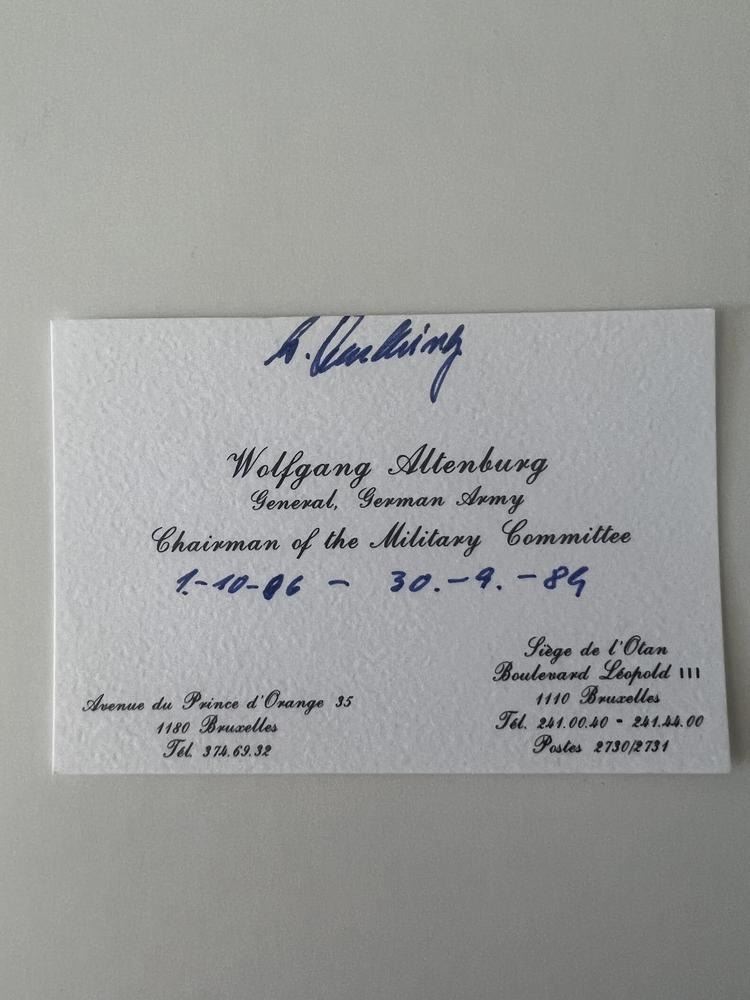 Wolfgang Altenburg
General, German Army
Chairman of the Military Committee
1.-10-86 - 30.-9.-89
Siège de l'Otan
Boulevard Léopold III
1110 Bruxelles
Tél. 241.00.40 - 241.44.00
Postes 2730/2731
Avenue du Prince d'Orange 35
1180 Bruxelles
Tél. 374.69.32